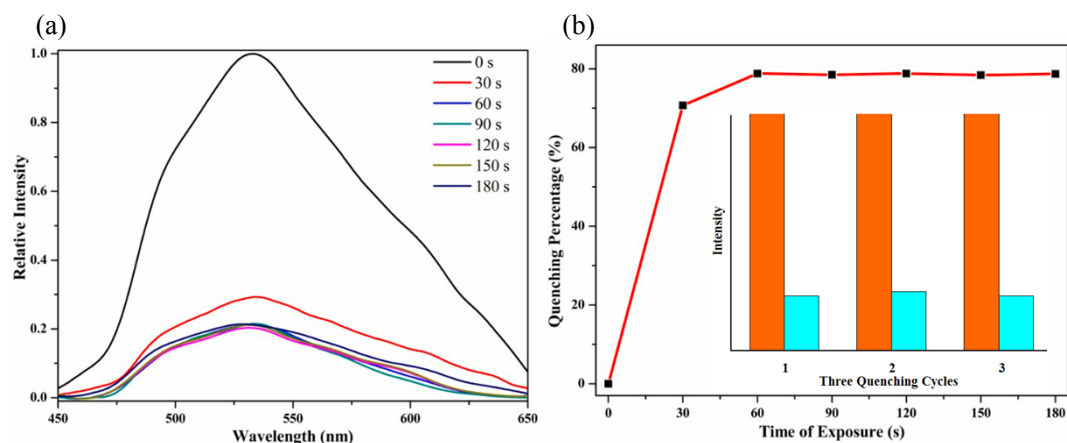 (a)
1.0
0.8
0.6
0.4
0.2
0.0
Relative Intensity
450
500
550
600
650
Wavelength (nm)
0 s
30 s
60 s
90 s
120 s
150 s
180 s
(b)
80
60
40
20
0
Quenching Percentage (%)
0
30
60
90
120
150
180
Time of Exposure (s)
Intensity
1
2
3
Three Quenching Cycles